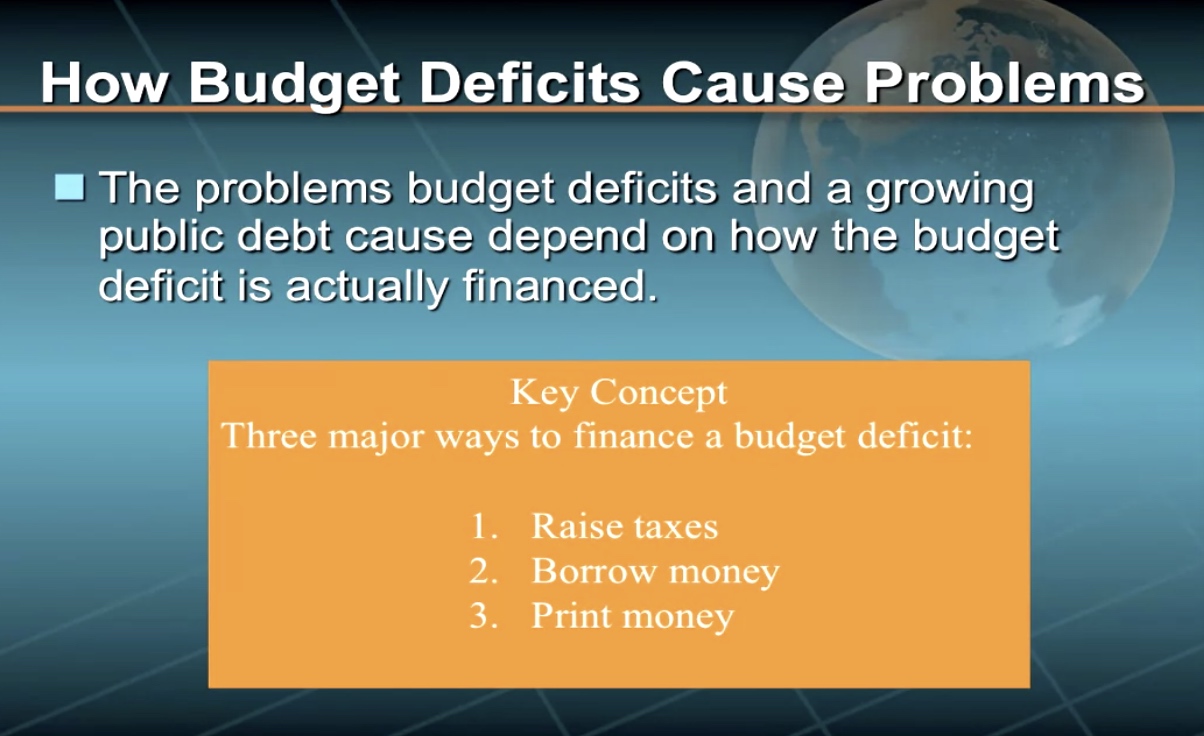 How Budget Deficits Cause Problems
The problems budget deficits and a growing
public debt cause depend on how the budget
deficit is actually financed.
Key Concept
Three major ways to finance a budget deficit:
1. Raise taxes
2. Borrow money
3. Print money